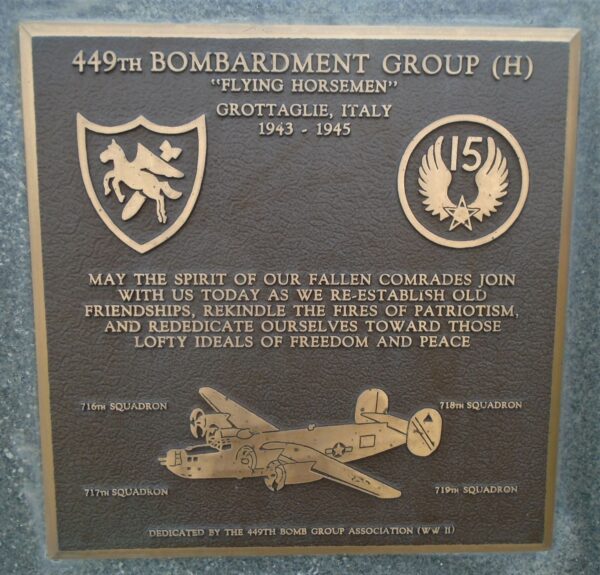 449TH BOMBARDMENT GROUP (H)
"FLYING HORSEMEN"
GROTTAGLIE, ITALY
1943 - 1945
15
MAY THE SPIRIT OF OUR FALLEN COMRADES JOIN
WITH US TODAY AS WE RE-ESTABLISH OLD
FRIENDSHIPS, REKINDLE THE FIRES OF PATRIOTISM,
AND REDEDICATE OURSELVES TOWARD THOSE
LOFTY IDEALS OF FREEDOM AND PEACE
716TH SQUADRON
718TH SQUADRON
717TH SQUADRON
719TH SQUADRON
DEDICATED BY THE 449TH BOMB GROUP ASSOCIATION (WW II)